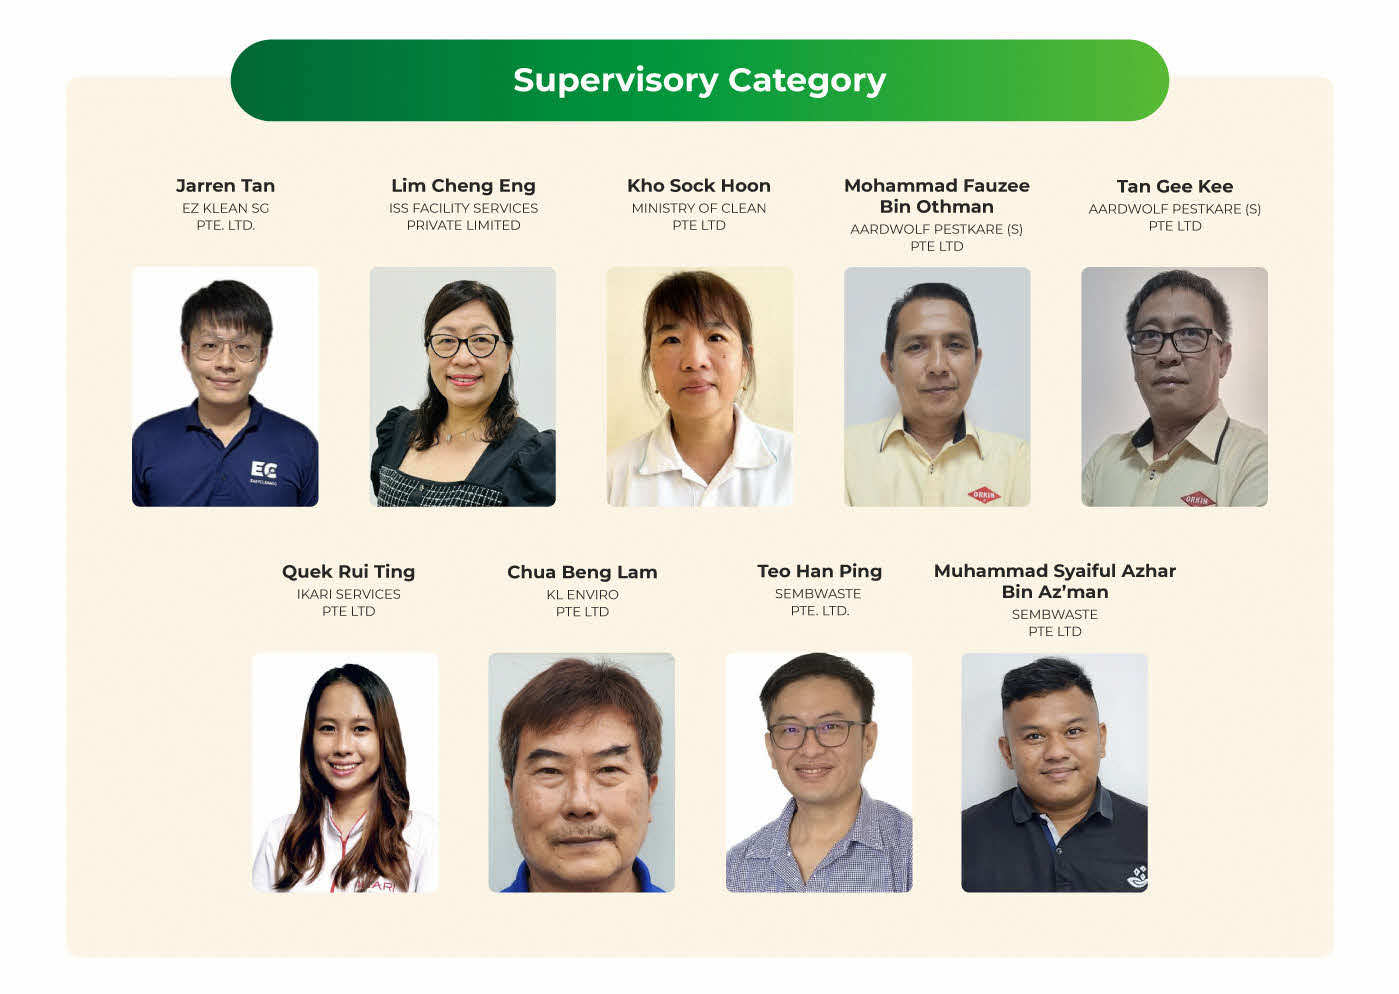 Supervisory Category
Jarren Tan
EZ KLEAN SG
PTE. LTD.
Lim Cheng Eng
ISS FACILITY SERVICES
PRIVATE LIMITED
Kho Sock Hoon
MINISTRY OF CLEAN
PTE LTD
Mohammad Fauzee
Bin Othman
AARDWOLF PESTKARE (S)
PTE LTD
Tan Gee Kee
AARDWOLF PESTKARE (S)
PTE LTD
EC
ORKIN
ORKIN
Quek Rui Ting
IKARI SERVICES
PTE LTD
Chua Beng Lam
KL ENVIRO
PTE LTD
Teo Han Ping
SEMBWASTE
PTE. LTD.
Muhammad Syaiful Azhar
Bin Az’man
SEMBWASTE
PTE LTD